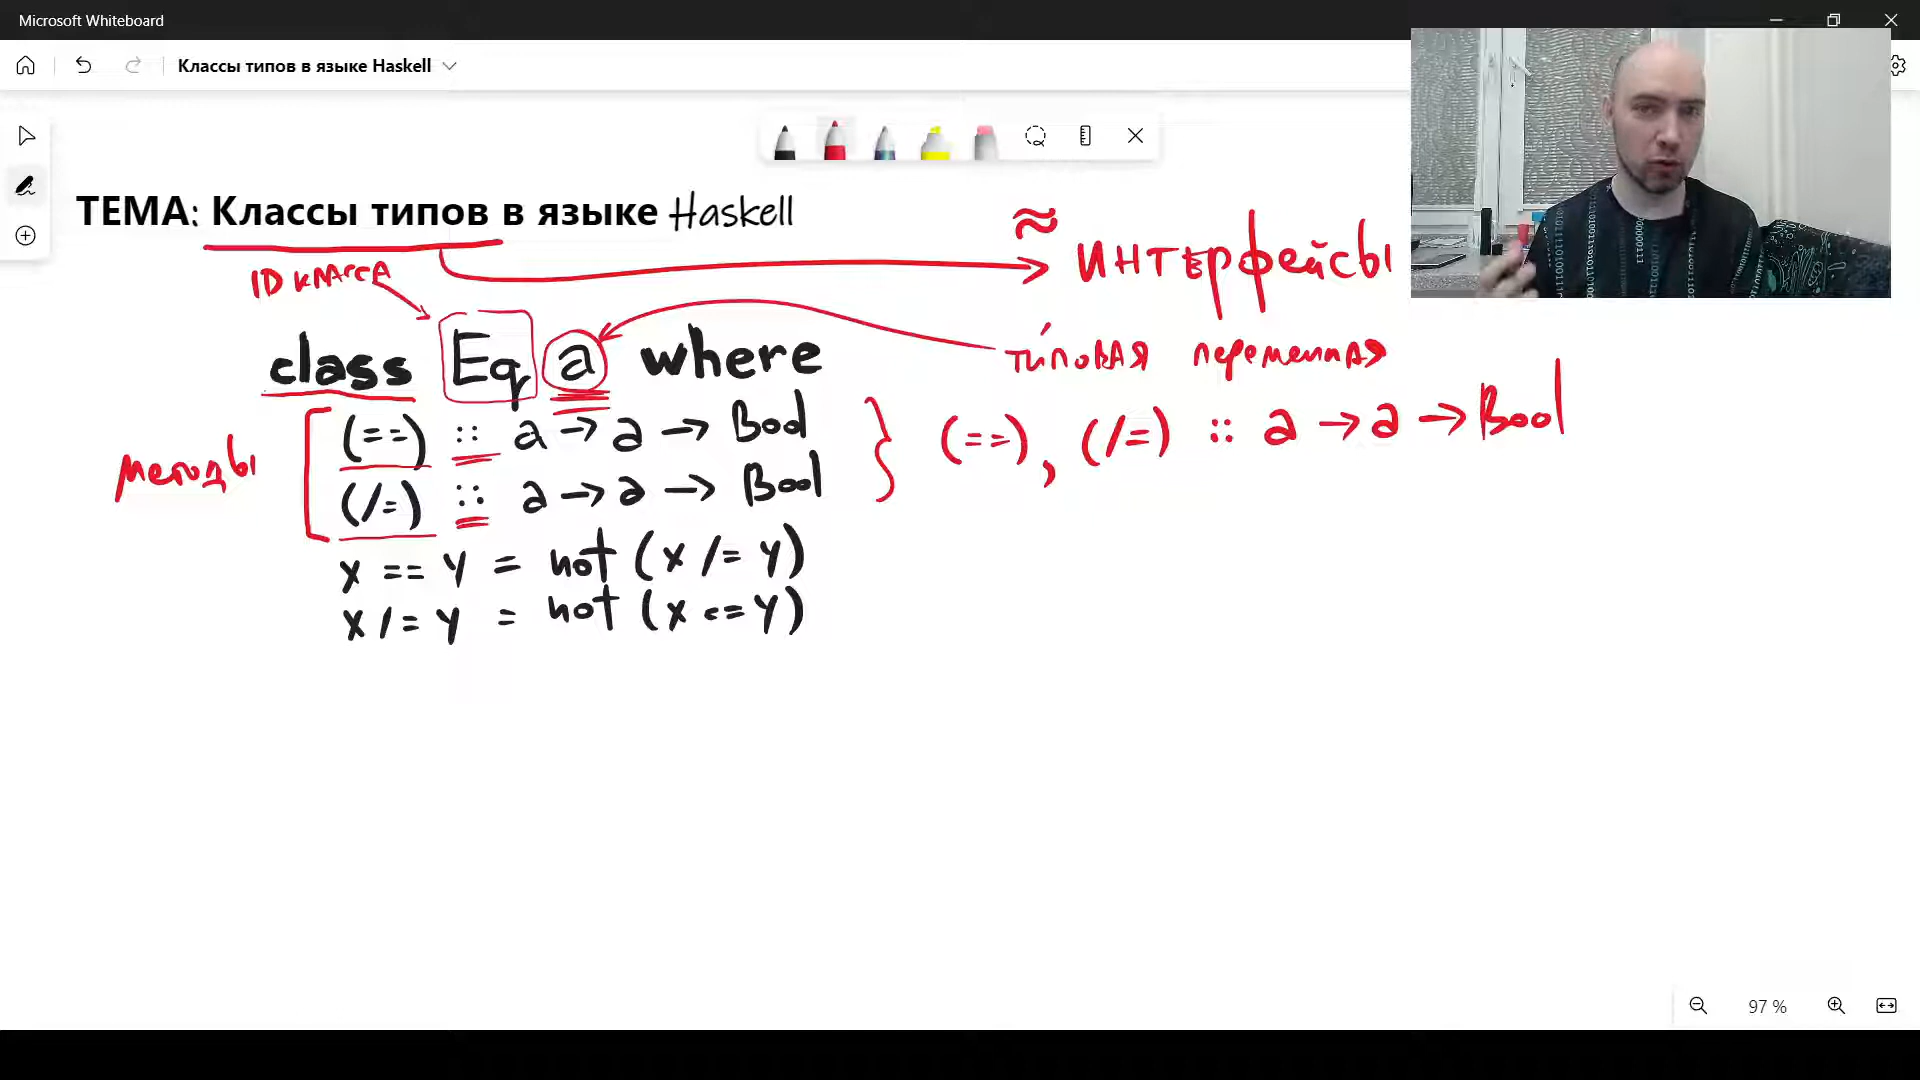 Microsoft Whiteboard
Классы типов в языке Haskell
ТЕМА: Классы типов в языке Haskell
≈
ИНТЕРФЕЙСЫ
ID класса
class Eq a where
типовая переменная
методы
(==) :: a → a → Bool
(/=) :: a → a → Bool
(==), (/=) :: a → a → Bool
x == y = not (x /= y)
x /= y = not (x == y)
97 %